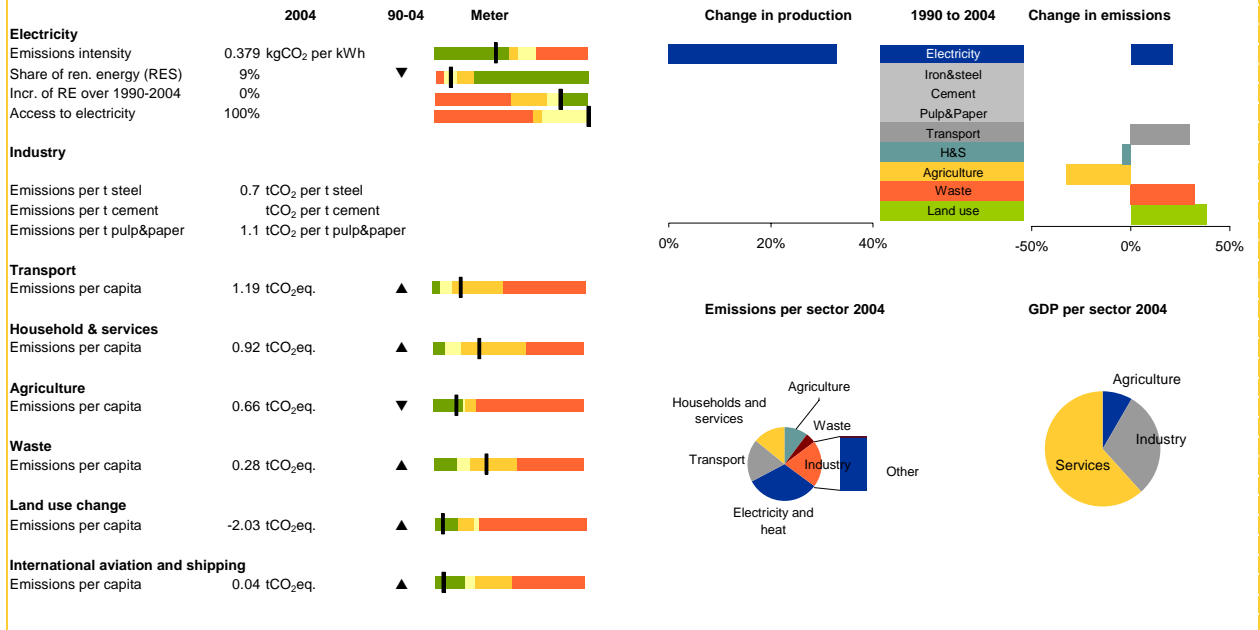 2004 90-04 Meter
Electricity
Emissions intensity 0.379 kgCO₂ per kWh
Share of ren. energy (RES) 9% ▼
Incr. of RE over 1990-2004 0%
Access to electricity 100%
Industry
Emissions per t steel 0.7 tCO₂ per t steel
Emissions per t cement tCO₂ per t cement
Emissions per t pulp&paper 1.1 tCO₂ per t pulp&paper
Transport
Emissions per capita 1.19 tCO₂eq. ▲
Household & services
Emissions per capita 0.92 tCO₂eq. ▲
Agriculture
Emissions per capita 0.66 tCO₂eq. ▼
Waste
Emissions per capita 0.28 tCO₂eq. ▲
Land use change
Emissions per capita -2.03 tCO₂eq. ▲
International aviation and shipping
Emissions per capita 0.04 tCO₂eq. ▲
Change in production 1990 to 2004 Change in emissions
Electricity
Iron&steel
Cement
Pulp&Paper
Transport
H&S
Agriculture
Waste
Land use
0% 20% 40%
-50% 0% 50%
Emissions per sector 2004
Agriculture
Households and
services
Waste
Transport
Industry
Other
Electricity and
heat
GDP per sector 2004
Agriculture
Industry
Services